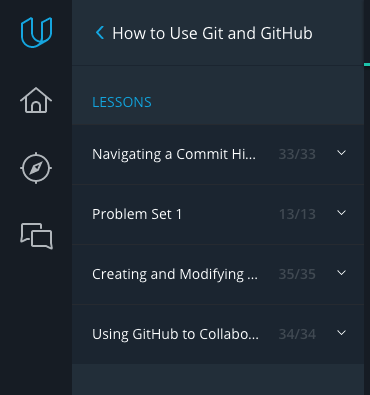 How to Use Git and GitHub
LESSONS
Navigating a Commit Hi... 33/33
Problem Set 1 13/13
Creating and Modifying ... 35/35
Using GitHub to Collabo... 34/34